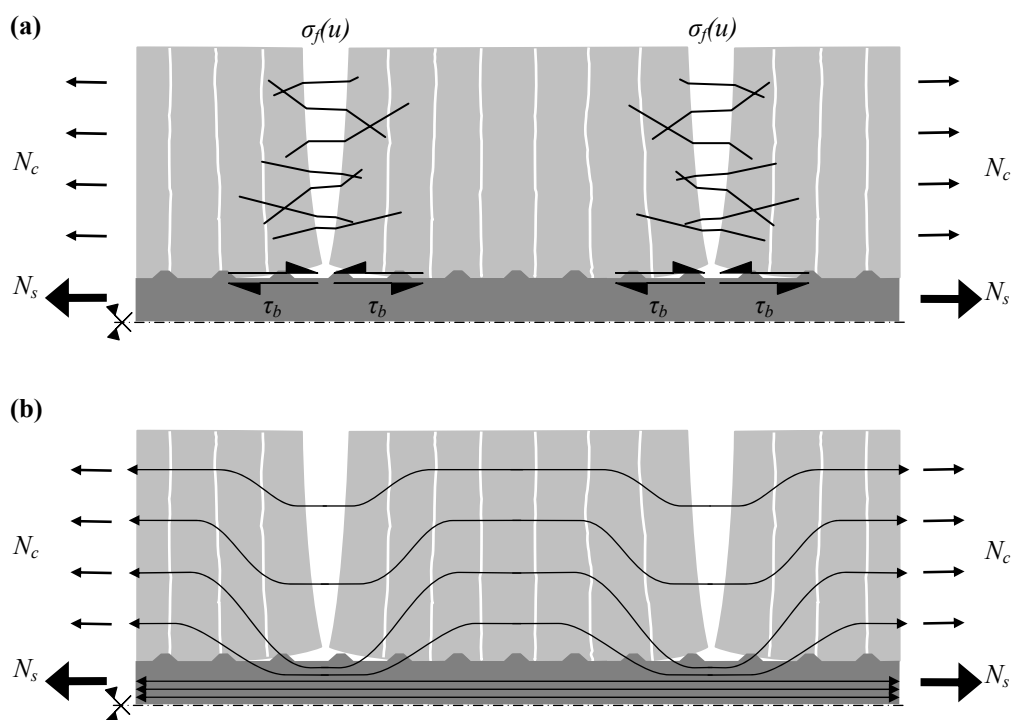 (a)
σf(u) σf(u)
Nc Nc
Ns Ns
τb τb τb τb
(b)
Nc Nc
Ns Ns